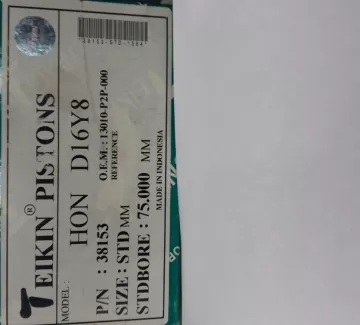 TEIKIN® PISTONS
MODEL: HON D16Y8
P/N : 38153 O.E.M. : 13010-P2P-000
REFERENCE
SIZE : STD MM
STDBORE : 75.000 MM
MADE IN INDONESIA